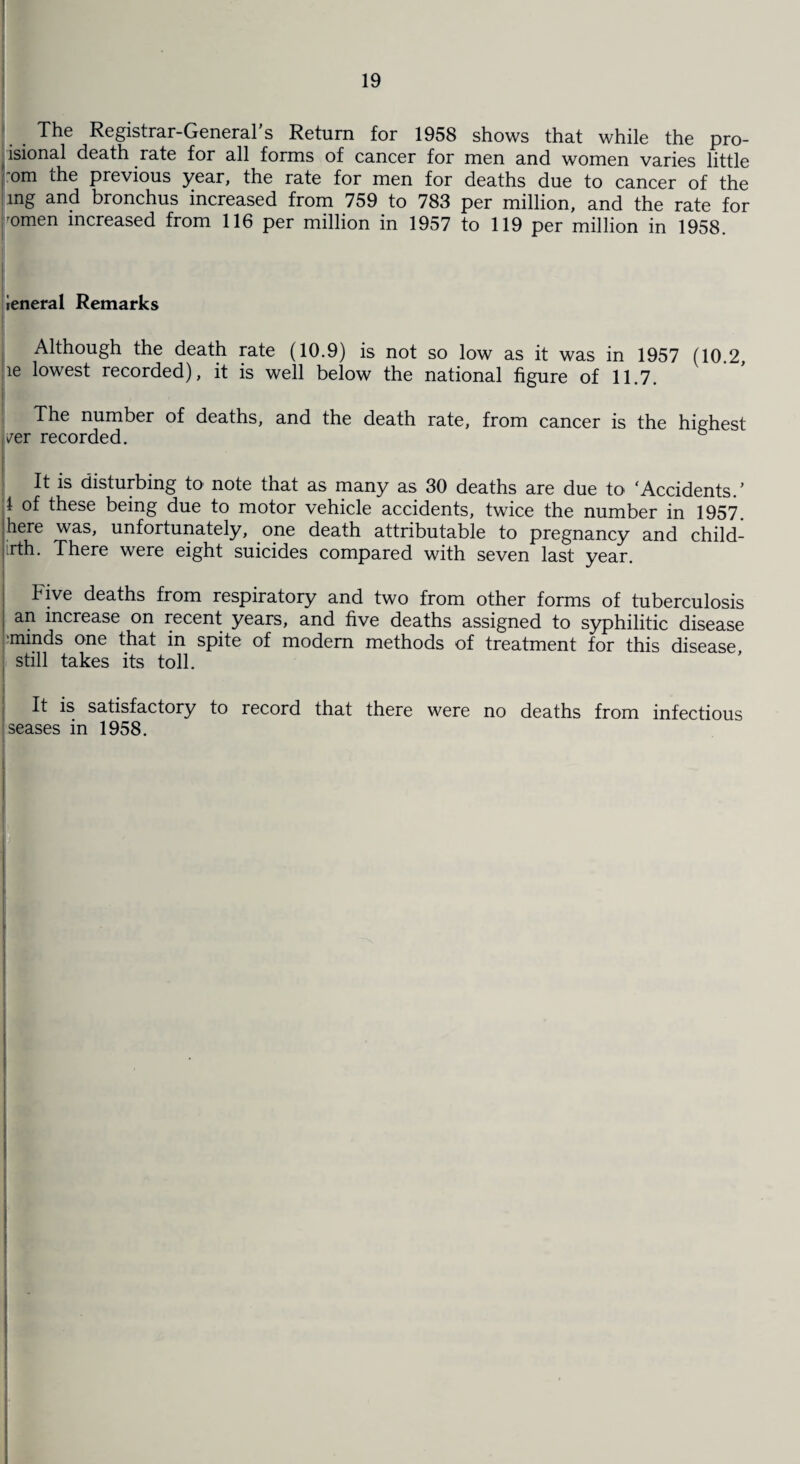 19
The Registrar-General's Return for 1958 shows that while the pro-
isional death rate for all forms of cancer for men and women varies little
om the previous year, the rate for men for deaths due to cancer of the
ing and bronchus increased from 759 to 783 per million, and the rate for
omen increased from 116 per million in 1957 to 119 per million in 1958.
eneral Remarks
Although the death rate (10.9) is not so low as it was in 1957 (10.2,
ie lowest recorded), it is well below the national figure of 11.7.
The number of deaths, and the death rate, from cancer is the highest
ver recorded.
It is disturbing to note that as many as 30 deaths are due to 'Accidents.'
of these being due to motor vehicle accidents, twice the number in 1957.
here was, unfortunately, one death attributable to pregnancy and child-
rth. There were eight suicides compared with seven last year.
Five deaths from respiratory and two from other forms of tuberculosis
an increase on recent years, and five deaths assigned to syphilitic disease
minds one that in spite of modern methods of treatment for this disease,
still takes its toll.
It is satisfactory to record that there were no deaths from infectious
seases in 1958.